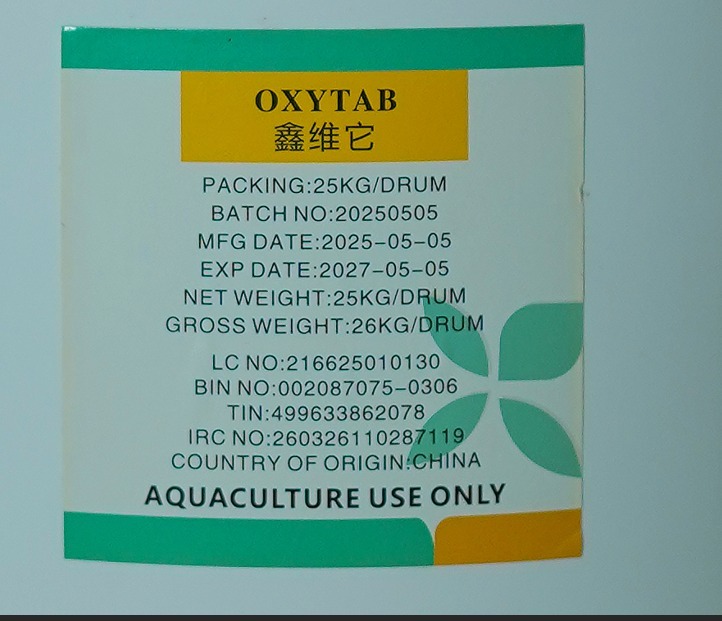 OXYTAB
鑫维它
PACKING:25KG/DRUM
BATCH NO:20250505
MFG DATE:2025-05-05
EXP DATE:2027-05-05
NET WEIGHT:25KG/DRUM
GROSS WEIGHT:26KG/DRUM
LC NO:216625010130
BIN NO:002087075-0306
TIN:499633862078
IRC NO:260326110287119
COUNTRY OF ORIGIN:CHINA
AQUACULTURE USE ONLY